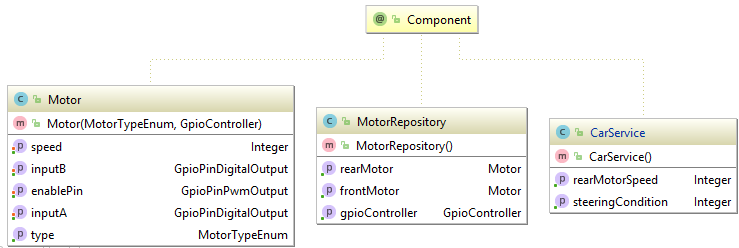 @ Component
C Motor
m Motor(MotorTypeEnum, GpioController)
p speed Integer
p inputB GpioPinDigitalOutput
p enablePin GpioPinPwmOutput
p inputA GpioPinDigitalOutput
p type MotorTypeEnum
C MotorRepository
m MotorRepository()
p rearMotor Motor
p frontMotor Motor
p gpioController GpioController
C CarService
m CarService()
p rearMotorSpeed Integer
p steeringCondition Integer